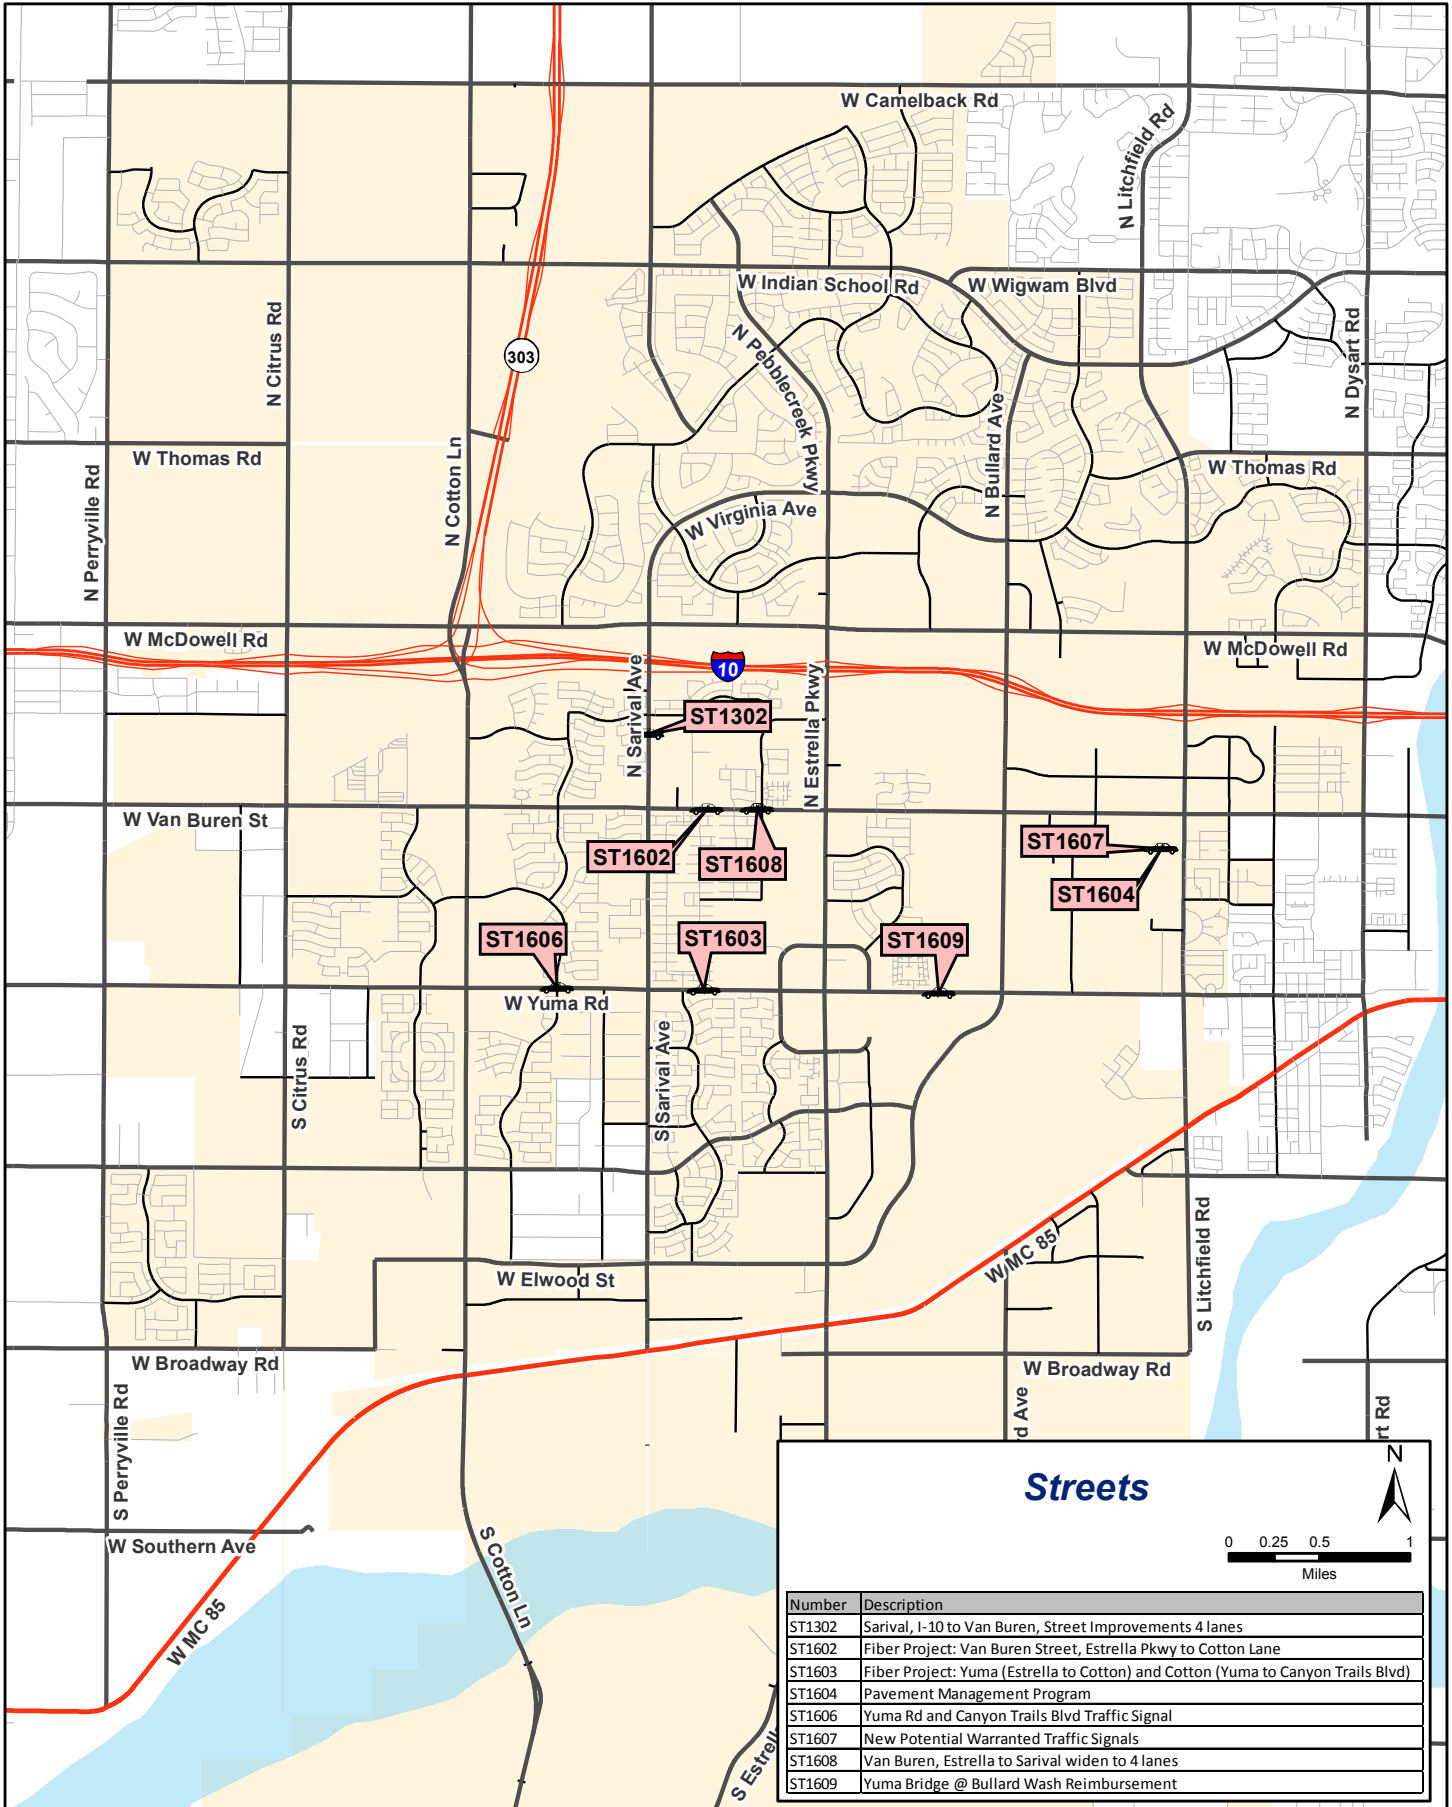 W Camelback Rd
N Litchfield Rd
W Indian School Rd
W Wigwam Blvd
N Citrus Rd
303
N Pebblecreek Pkwy
N Dysart Rd
N Bullard Ave
N Cotton Ln
W Thomas Rd
W Thomas Rd
N Perryville Rd
W Virginia Ave
W McDowell Rd
W McDowell Rd
10
N Sarival Ave
N Estrella Pkwy
ST1302
W Van Buren St
ST1602
ST1608
ST1607
ST1604
ST1606
ST1603
ST1609
W Yuma Rd
S Citrus Rd
S Sarival Ave
W MC 85
S Litchfield Rd
W Elwood St
W Broadway Rd
W Broadway Rd
S Perryville Rd
rd Ave
rt Rd
W Southern Ave
S Cotton Ln
W MC 85
S Estrell
Streets
N
0 0.25 0.5 1
Miles
Number Description
ST1302 Sarival, I-10 to Van Buren, Street Improvements 4 lanes
ST1602 Fiber Project: Van Buren Street, Estrella Pkwy to Cotton Lane
ST1603 Fiber Project: Yuma (Estrella to Cotton) and Cotton (Yuma to Canyon Trails Blvd)
ST1604 Pavement Management Program
ST1606 Yuma Rd and Canyon Trails Blvd Traffic Signal
ST1607 New Potential Warranted Traffic Signals
ST1608 Van Buren, Estrella to Sarival widen to 4 lanes
ST1609 Yuma Bridge @ Bullard Wash Reimbursement